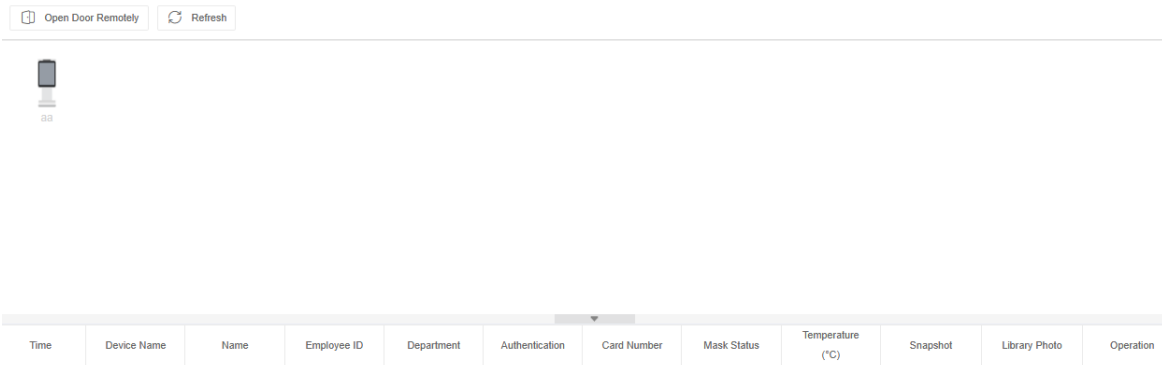 Open Door Remotely Refresh
aa
Time Device Name Name Employee ID Department Authentication Card Number Mask Status Temperature (°C) Snapshot Library Photo Operation